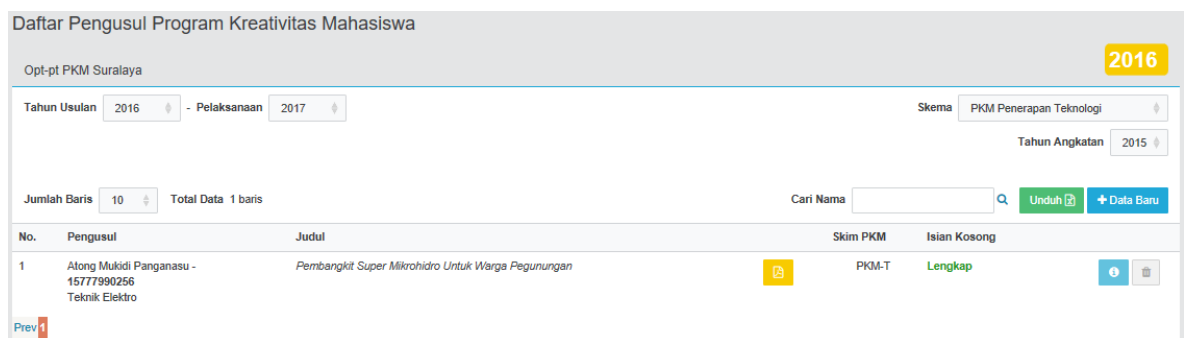 Daftar Pengusul Program Kreativitas Mahasiswa
2016
Opt-pt PKM Suralaya
Tahun Usulan 2016 - Pelaksanaan 2017 Skema PKM Penerapan Teknologi
Tahun Angkatan 2015
Jumlah Baris 10 Total Data 1 baris Cari Nama Unduh + Data Baru
No. Pengusul Judul Skim PKM Isian Kosong
1 Atong Mukidi Panganasu - Pembangkit Super Mikrohidro Untuk Warga Pegunungan PKM-T Lengkap
15777990256
Teknik Elektro
Prev 1